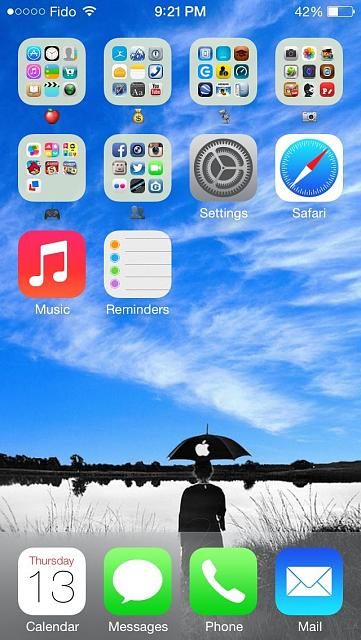 Fido 9:21 PM 42%
Settings Safari
Music Reminders
Thursday
13
Calendar Messages Phone Mail